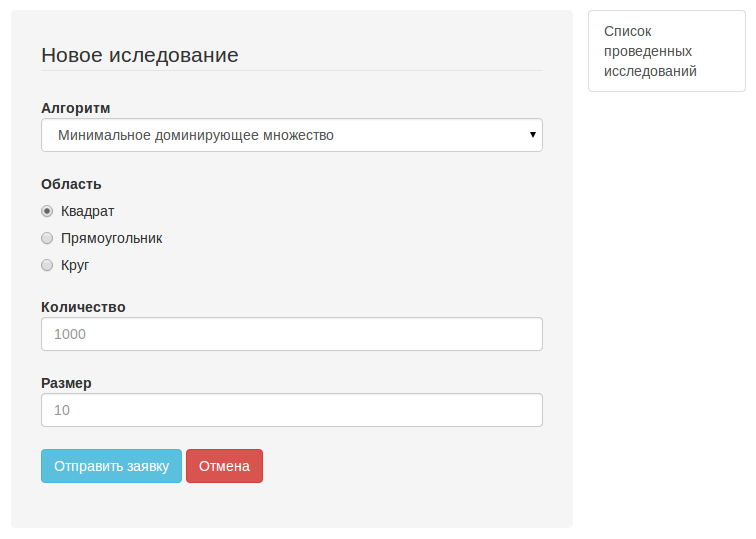 Новое иследование
Алгоритм
Минимальное доминирующее множество
Область
Квадрат
Прямоугольник
Круг
Количество
1000
Размер
10
Отправить заявку
Отмена
Список
проведенных
исследований